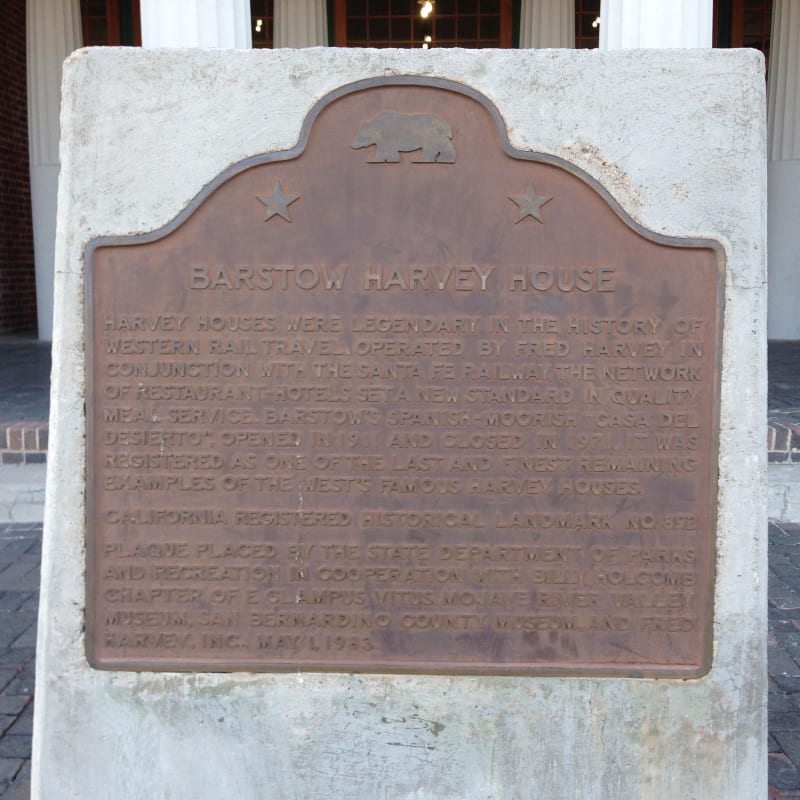 BARSTOW HARVEY HOUSE
HARVEY HOUSES WERE LEGENDARY IN THE HISTORY OF
WESTERN RAIL TRAVEL. OPERATED BY FRED HARVEY IN
CONJUNCTION WITH THE SANTA FE RAILWAY, THE NETWORK
OF RESTAURANT-HOTELS SET A NEW STANDARD IN QUALITY
MEAL SERVICE. BARSTOW'S SPANISH-MOORISH "CASA DEL
DESIERTO", OPENED IN 1911 AND CLOSED IN 1971. IT WAS
REGISTERED AS ONE OF THE LAST AND FINEST REMAINING
EXAMPLES OF THE WEST'S FAMOUS HARVEY HOUSES.
CALIFORNIA REGISTERED HISTORICAL LANDMARK NO. 892
PLAQUE PLACED BY THE STATE DEPARTMENT OF PARKS
AND RECREATION IN COOPERATION WITH BILLY HOLCOMB
CHAPTER OF E CLAMPUS VITUS, MOJAVE RIVER VALLEY
MUSEUM, SAN BERNARDINO COUNTY MUSEUM, AND FRED
HARVEY, INC., MAY 1, 1983